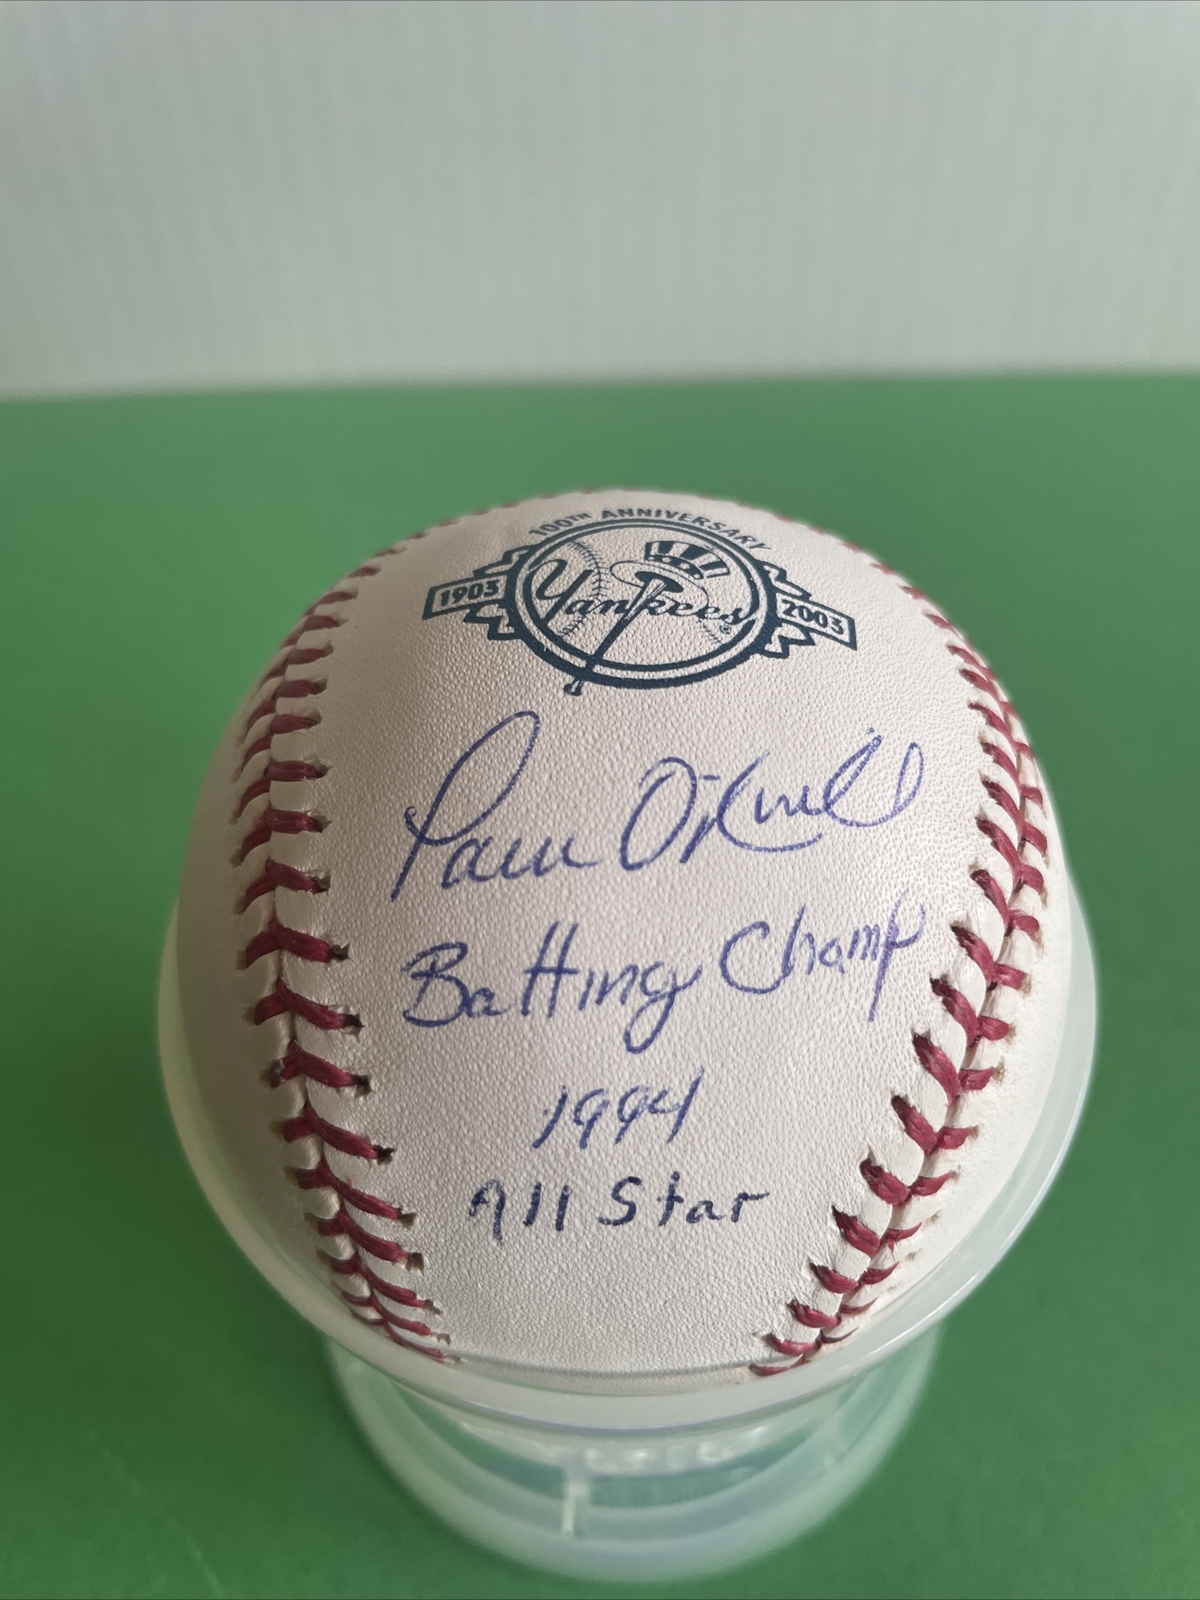 100TH ANNIVERSARY
1903 Yankees 2003
Paul O'Neill
Batting Champ
1994
All Star